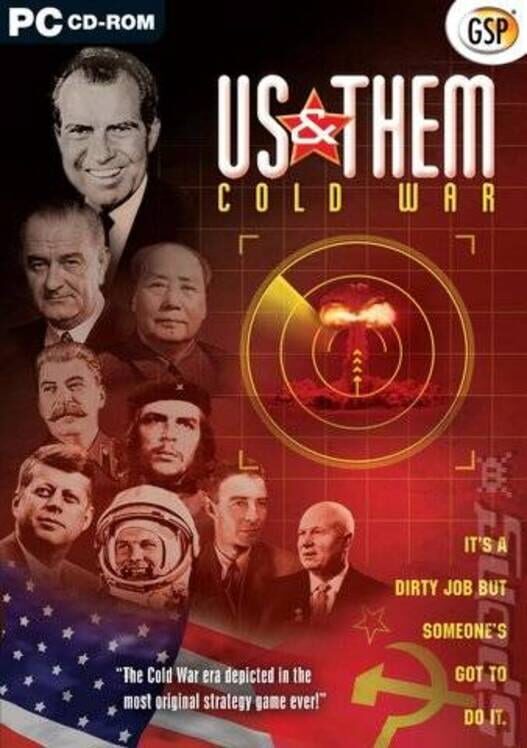 PC CD-ROM
GSP
US & THEM
COLD WAR
IT'S A
DIRTY JOB BUT
SOMEONE'S
GOT TO
DO IT.
"The Cold War era depicted in the
most original strategy game ever!"